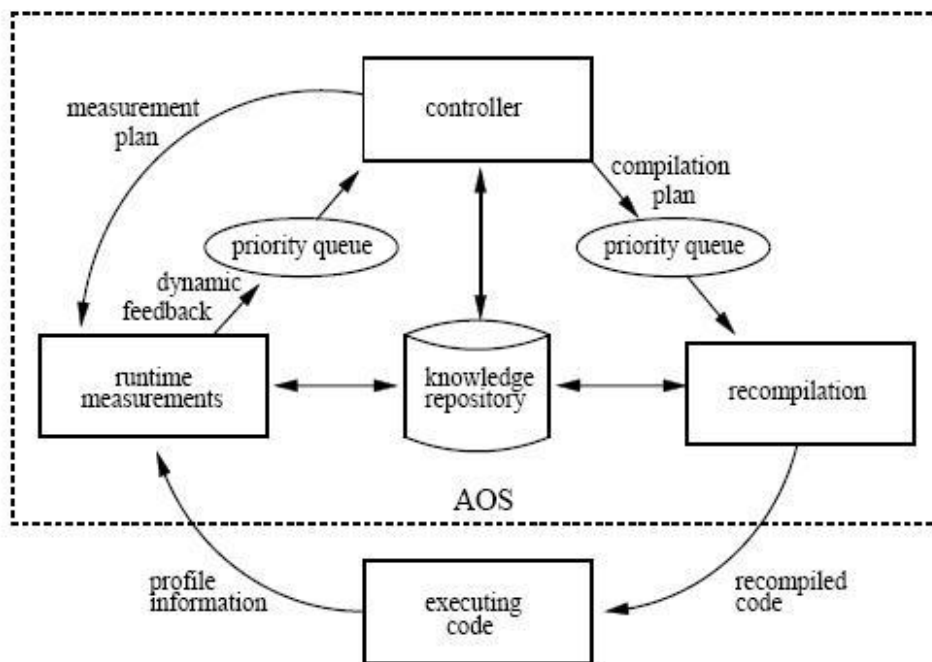 measurement
plan
controller
compilation
plan
priority queue
priority queue
dynamic
feedback
runtime
measurements
knowledge
repository
recompilation
AOS
profile
information
executing
code
recompiled
code